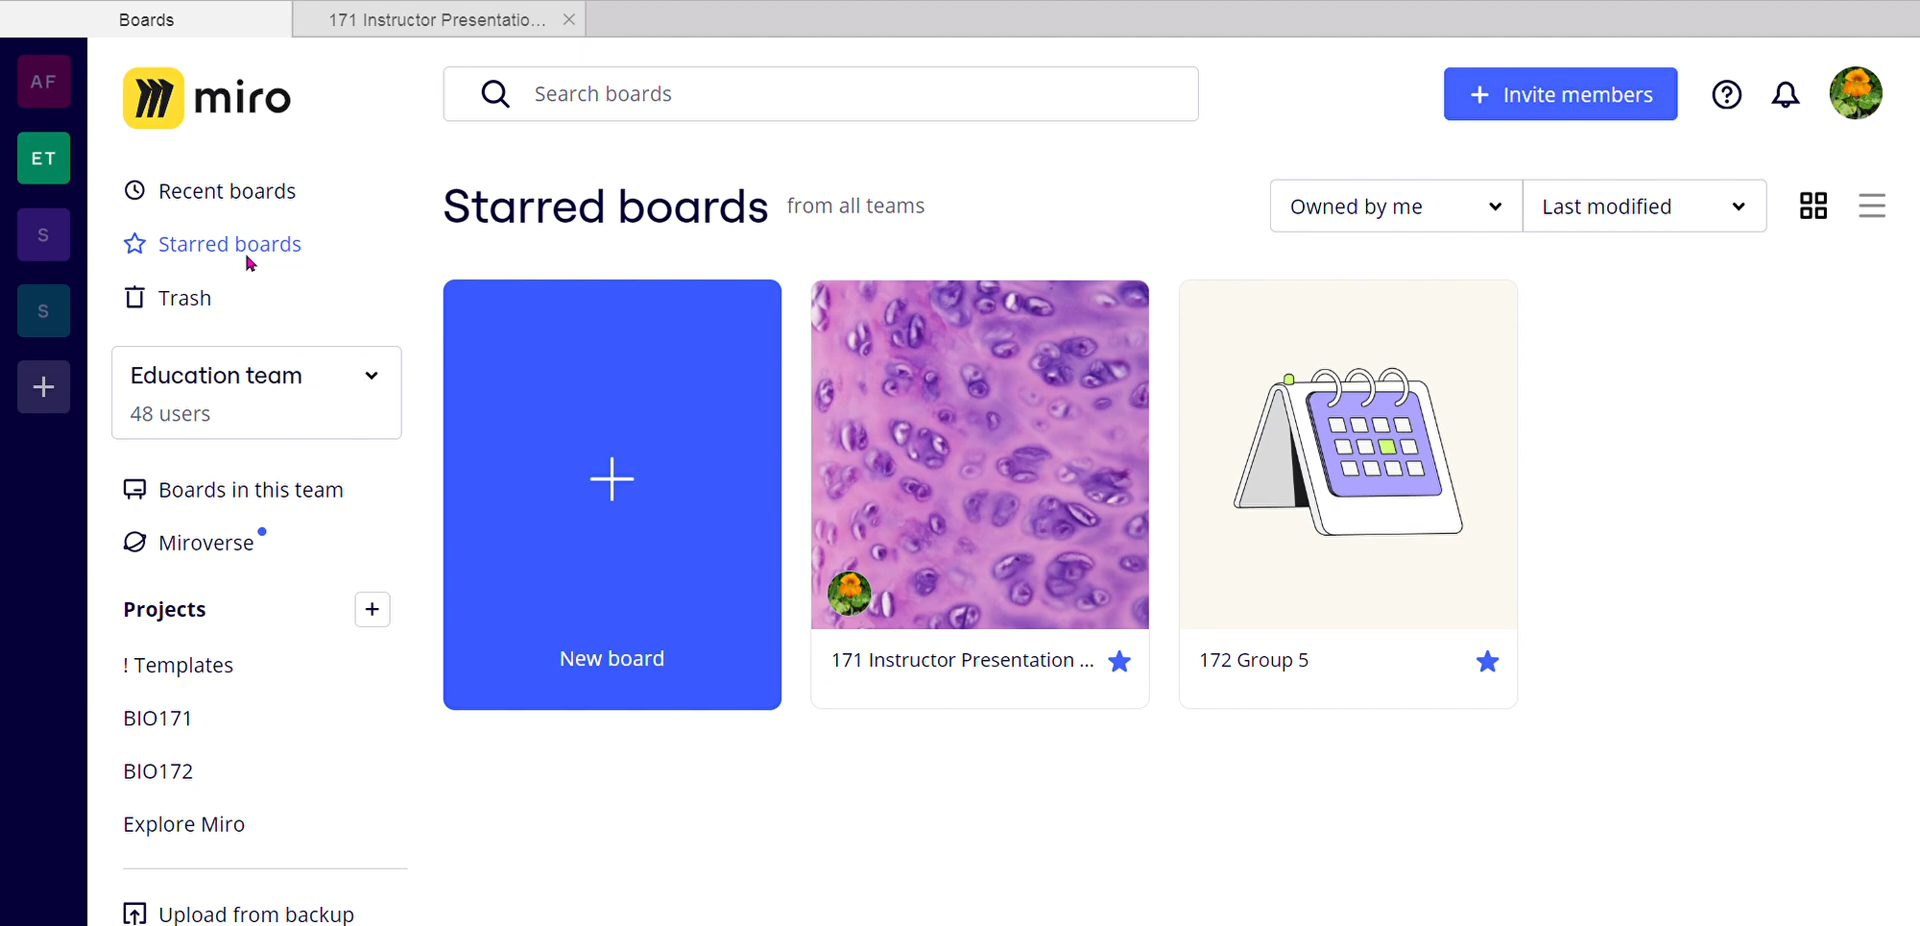 Boards
171 Instructor Presentatio...
AF
ET
S
S
miro
Search boards
Invite members
Recent boards
Starred boards
Trash
Education team
48 users
Boards in this team
Miroverse
Projects
! Templates
BIO171
BIO172
Explore Miro
Upload from backup
Starred boards from all teams
Owned by me
Last modified
New board
171 Instructor Presentation ...
172 Group 5